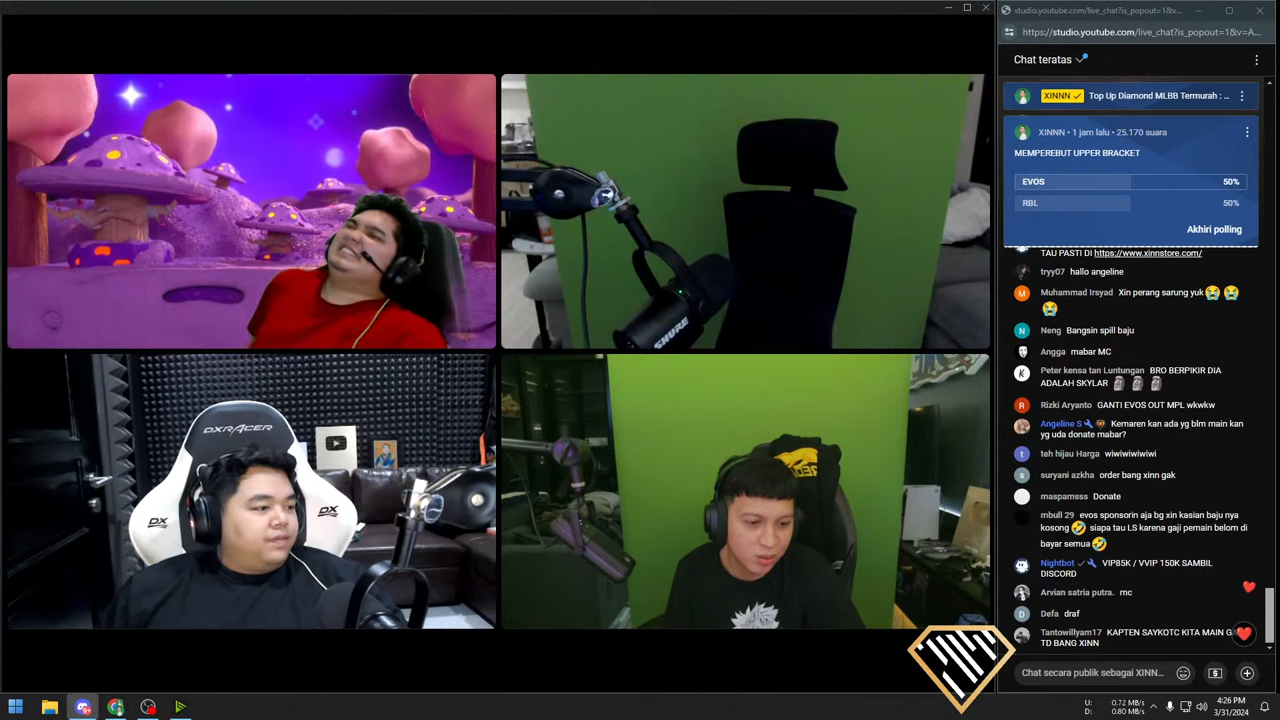 studio.youtube.com/live_chat?is_popout=1&v=...
https://studio.youtube.com/live_chat?is_popout=1&v=A...
Chat teratas
XINNN Top Up Diamond MLBB Termurah : ...
XINNN • 1 jam lalu • 25.170 suara
MEMPEREBUT UPPER BRACKET
EVOS 50%
RBL 50%
Akhiri polling
TAU PASTI DI https://www.xinnstore.com/
tryy07 hallo angeline
Muhammad Irsyad Xin perang sarung yuk😭 😭
😭
Neng Bangsin spill baju
Angga mabar MC
Peter kensa tan Luntungan BRO BERPIKIR DIA
ADALAH SKYLAR 🗿 🗿 🗿
Rizki Aryanto GANTI EVOS OUT MPL wkwkw
Angeline S Kemaren kan ada yg blm main kan
yg uda donate mabar?
teh hijau Harga wiwiwiwiwi
suryani azkha order bang xinn gak
maspamsss Donate
mbull 29 evos sponsorin aja bg xin kasian baju nya
kosong 🤣 siapa tau LS karena gaji pemain belom di
bayar semua 🤣
Nightbot VIP85K / VVIP 150K SAMBIL
DISCORD
Arvian satria putra. mc
Defa draf
Tantowillyam17 KAPTEN SAYKOTC KITA MAIN G
TD BANG XINN
Chat secara publik sebagai XINN...
SHURE
DXRACER
DX
DX
U: 0.72 MB/s
D: 0.80 MB/s
4:26 PM
3/31/2024